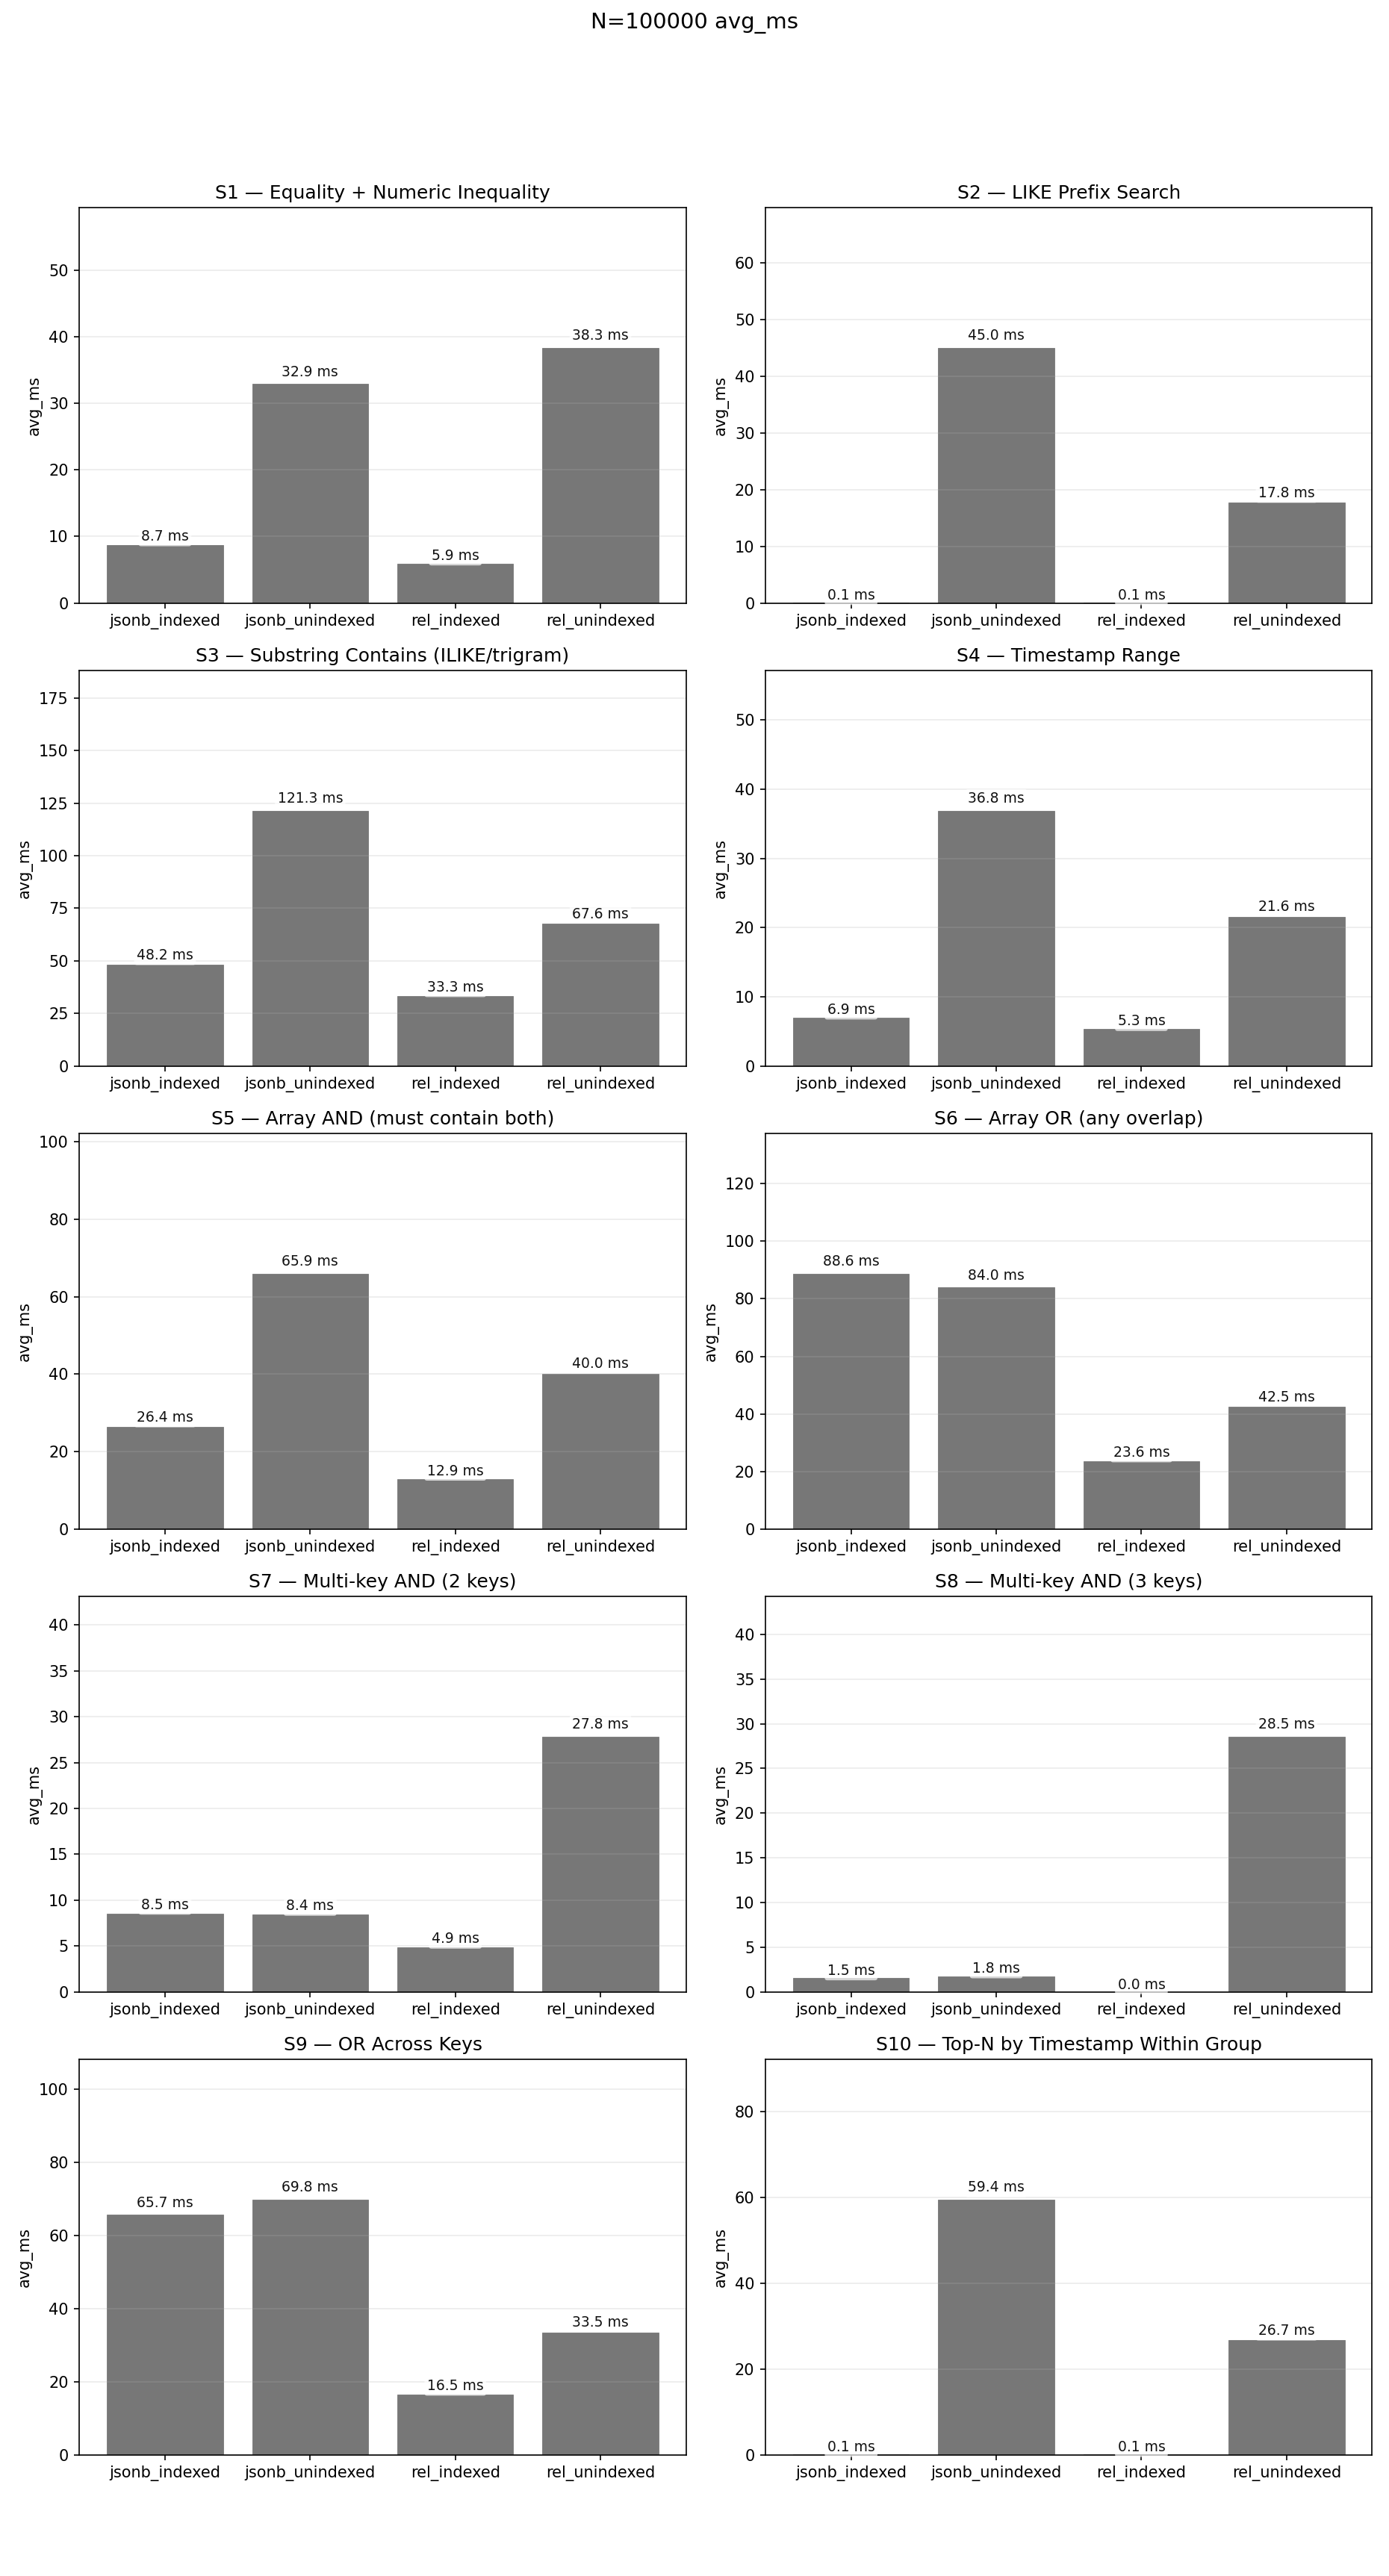 N=100000 avg_ms
S1 — Equality + Numeric Inequality
50
40
30
20
10
0
avg_ms
8.7 ms
32.9 ms
5.9 ms
38.3 ms
jsonb_indexed jsonb_unindexed rel_indexed rel_unindexed
S2 — LIKE Prefix Search
60
50
40
30
20
10
0
avg_ms
0.1 ms
45.0 ms
0.1 ms
17.8 ms
jsonb_indexed jsonb_unindexed rel_indexed rel_unindexed
S3 — Substring Contains (ILIKE/trigram)
175
150
125
100
75
50
25
0
avg_ms
48.2 ms
121.3 ms
33.3 ms
67.6 ms
jsonb_indexed jsonb_unindexed rel_indexed rel_unindexed
S4 — Timestamp Range
50
40
30
20
10
0
avg_ms
6.9 ms
36.8 ms
5.3 ms
21.6 ms
jsonb_indexed jsonb_unindexed rel_indexed rel_unindexed
S5 — Array AND (must contain both)
100
80
60
40
20
0
avg_ms
26.4 ms
65.9 ms
12.9 ms
40.0 ms
jsonb_indexed jsonb_unindexed rel_indexed rel_unindexed
S6 — Array OR (any overlap)
120
100
80
60
40
20
0
avg_ms
88.6 ms
84.0 ms
23.6 ms
42.5 ms
jsonb_indexed jsonb_unindexed rel_indexed rel_unindexed
S7 — Multi-key AND (2 keys)
40
35
30
25
20
15
10
5
0
avg_ms
8.5 ms
8.4 ms
4.9 ms
27.8 ms
jsonb_indexed jsonb_unindexed rel_indexed rel_unindexed
S8 — Multi-key AND (3 keys)
40
35
30
25
20
15
10
5
0
avg_ms
1.5 ms
1.8 ms
0.0 ms
28.5 ms
jsonb_indexed jsonb_unindexed rel_indexed rel_unindexed
S9 — OR Across Keys
100
80
60
40
20
0
avg_ms
65.7 ms
69.8 ms
16.5 ms
33.5 ms
jsonb_indexed jsonb_unindexed rel_indexed rel_unindexed
S10 — Top-N by Timestamp Within Group
80
60
40
20
0
avg_ms
0.1 ms
59.4 ms
0.1 ms
26.7 ms
jsonb_indexed jsonb_unindexed rel_indexed rel_unindexed